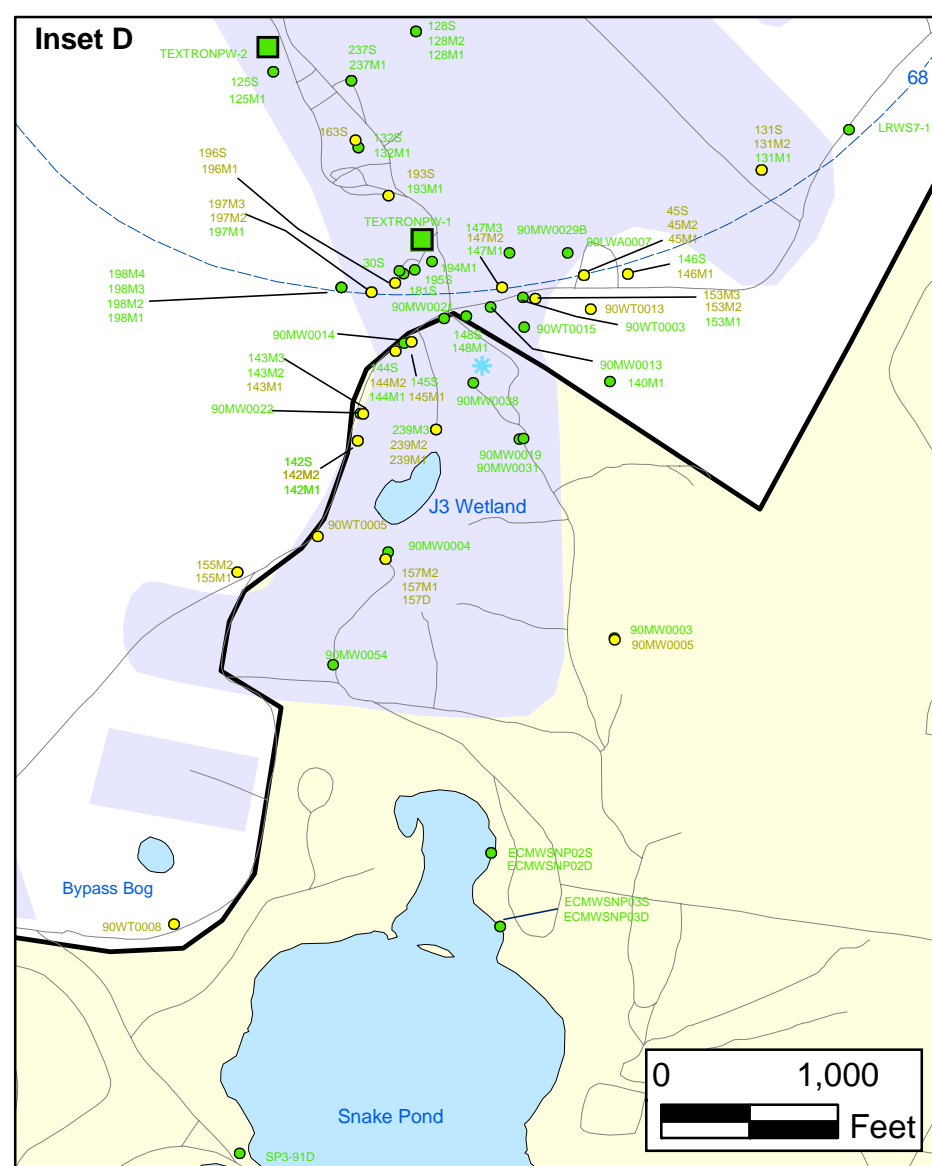 Inset D
TEXTRONPW-2
125S
125M1
237S
237M1
128S
128M2
128M1
68
LRWS7-1
163S
132S
132M1
131S
131M2
131M1
196S
196M1
193S
193M1
197M3
197M2
197M1
TEXTRONPW-1
147M3
147M2
147M1
90MW0029B
90LWA0007
45S
45M2
45M1
146S
146M1
198M4
198M3
198M2
198M1
30S
194M1
195S
181S
90MW0021
90WT0013
153M3
153M2
153M1
90MW0014
148S
148M1
90WT0015
90WT0003
90MW0013
140M1
143M3
143M2
143M1
144S
144M2
144M1
145S
145M1
90MW0038
90MW0022
239M3
239M2
239M1
90MW0019
90MW0031
142S
142M2
142M1
J3 Wetland
90WT0005
90MW0004
155M2
155M1
157M2
157M1
157D
90MW0003
90MW0005
90MW0054
ECMWSNP02S
ECMWSNP02D
Bypass Bog
ECMWSNP03S
ECMWSNP03D
90WT0008
0 1,000
Feet
Snake Pond
SP3-91D